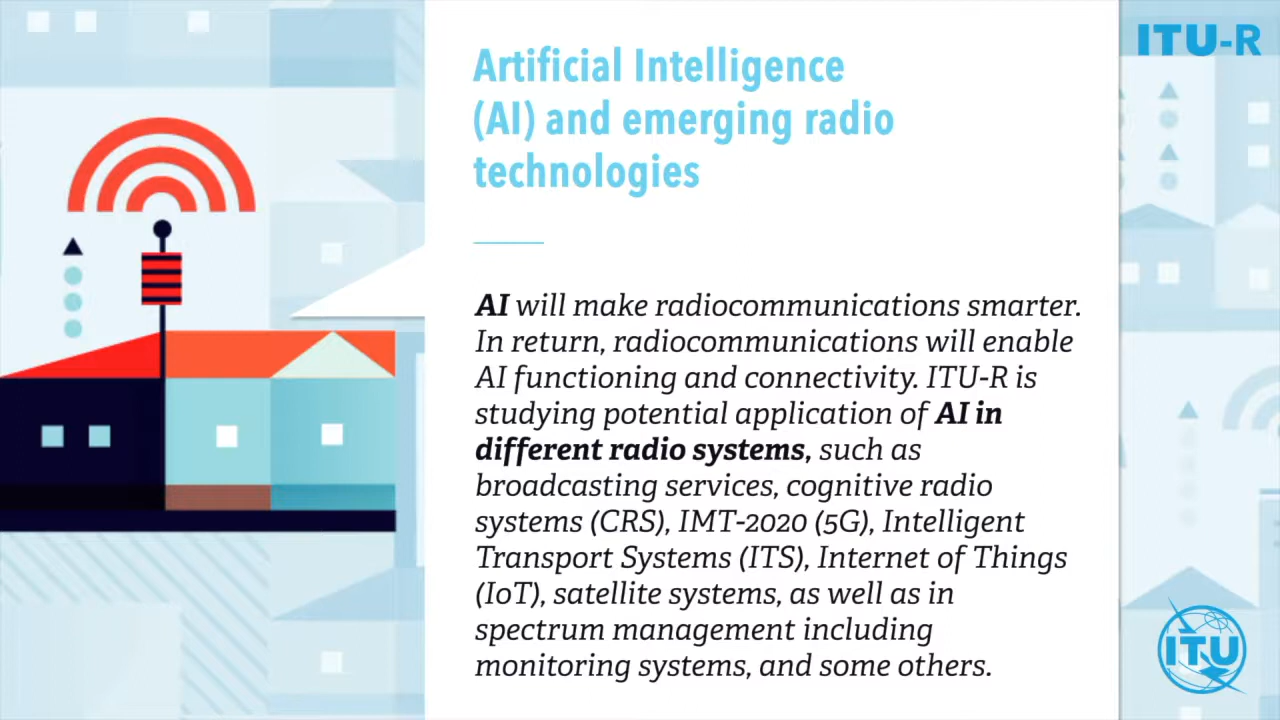 ITU-R
Artificial Intelligence
(AI) and emerging radio
technologies
AI will make radiocommunications smarter.
In return, radiocommunications will enable
AI functioning and connectivity. ITU-R is
studying potential application of AI in
different radio systems, such as
broadcasting services, cognitive radio
systems (CRS), IMT-2020 (5G), Intelligent
Transport Systems (ITS), Internet of Things
(IoT), satellite systems, as well as in
spectrum management including
monitoring systems, and some others.
ITU